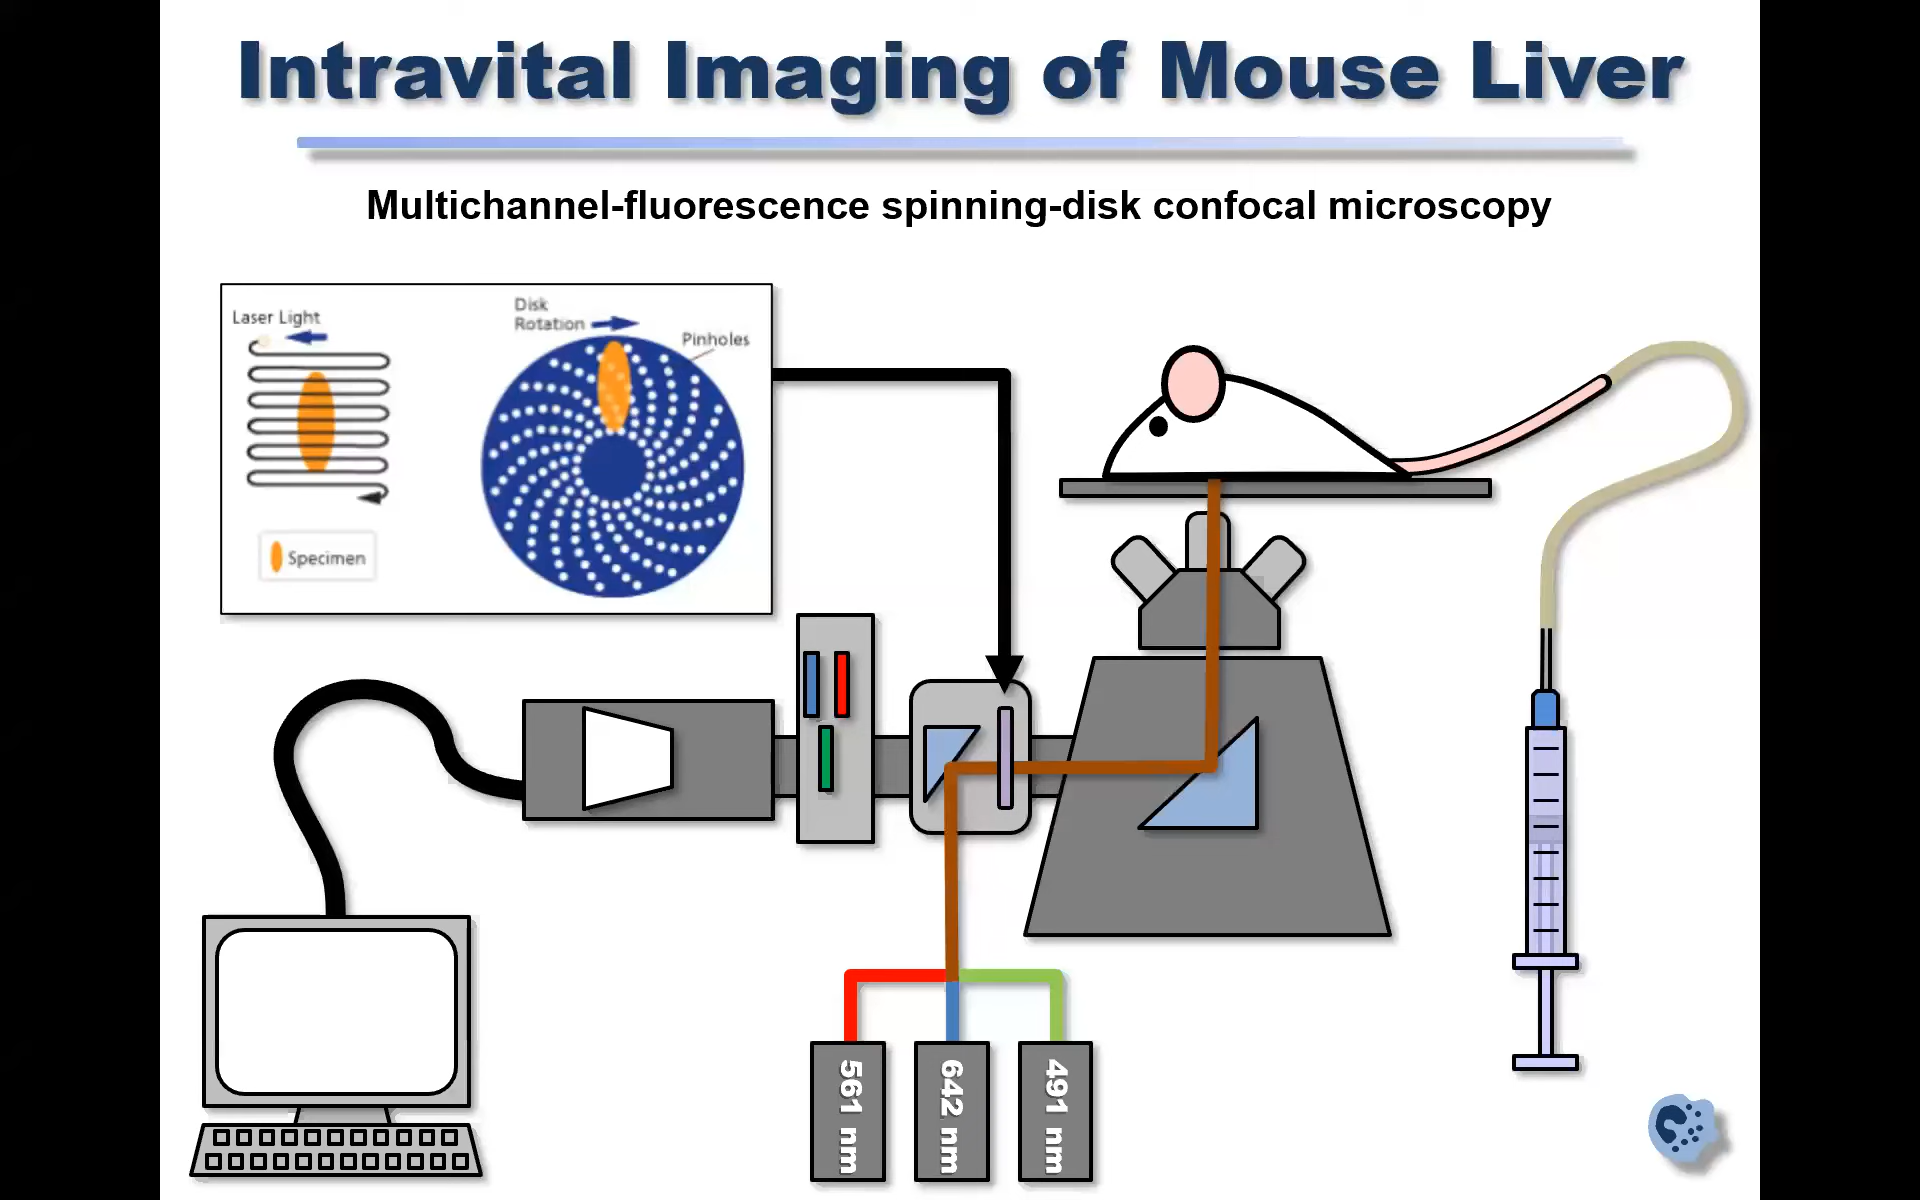 Intravital Imaging of Mouse Liver
Multichannel-fluorescence spinning-disk confocal microscopy
Laser Light
Disk
Rotation
Pinholes
Specimen
561 nm
642 nm
491 nm